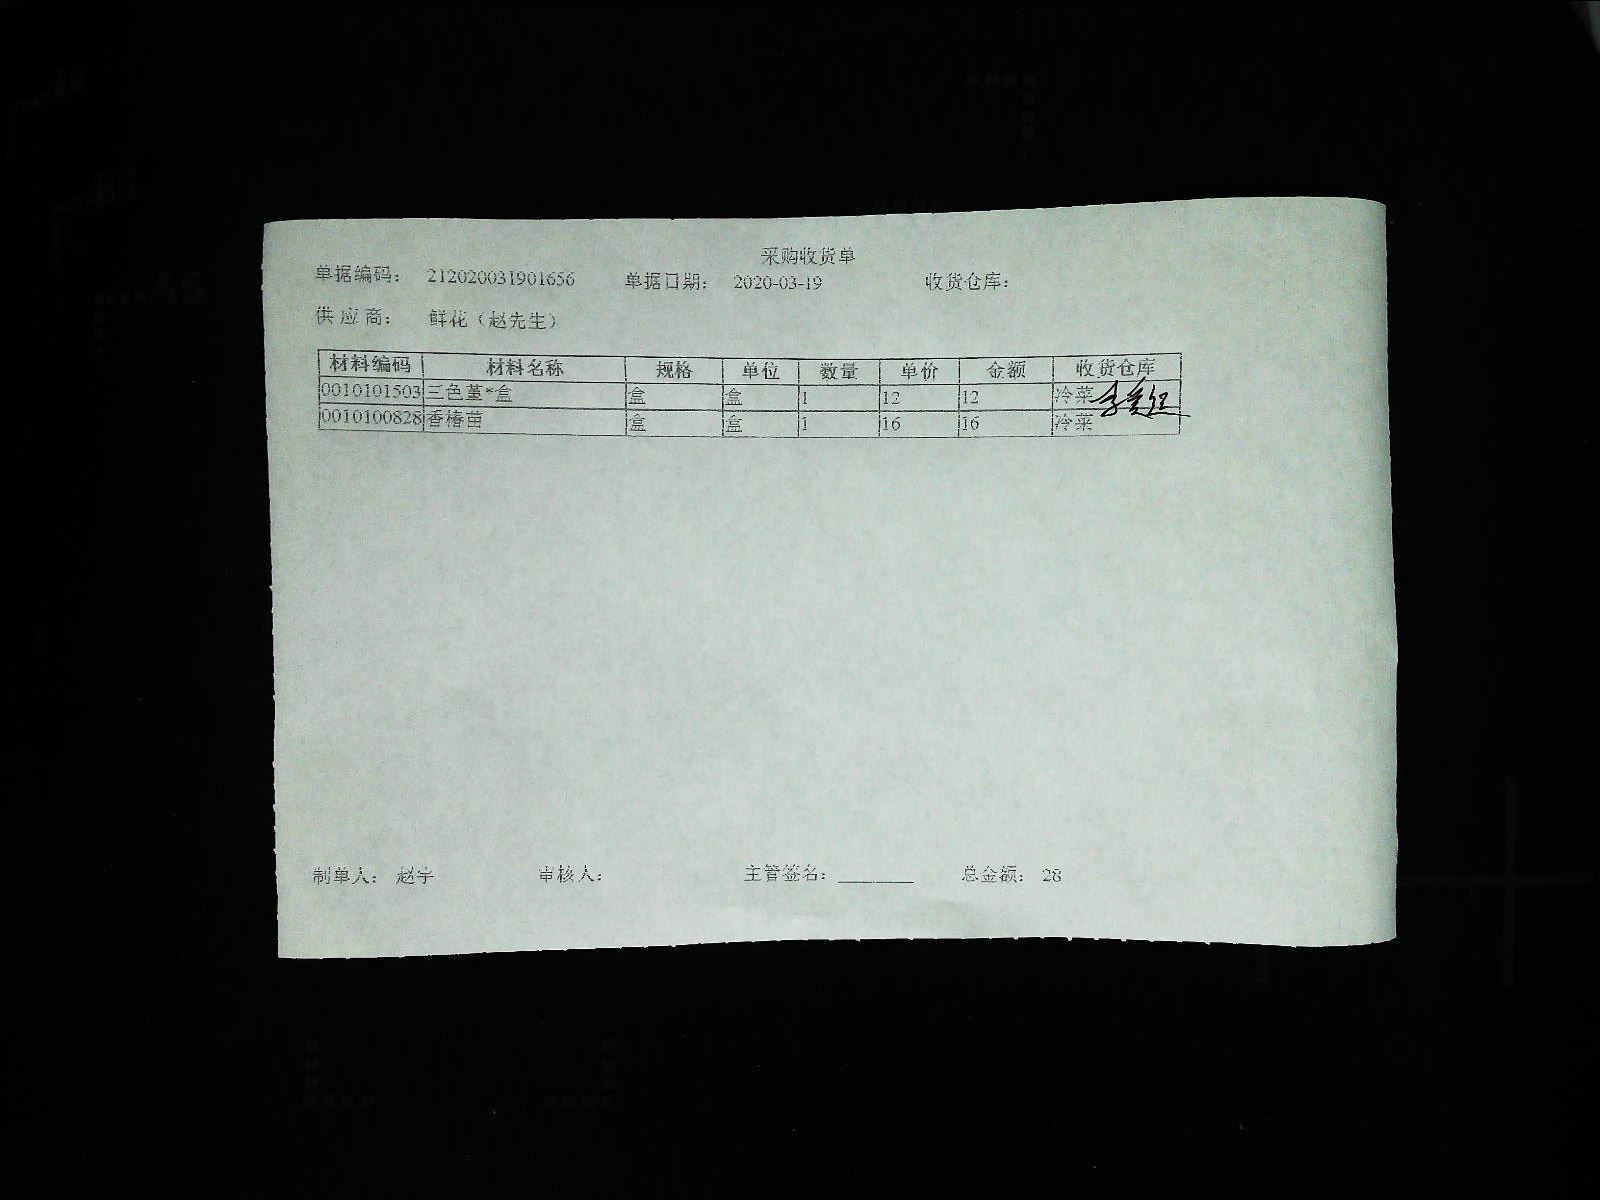 采购收货单
单据编码： 212020031901656 单据日期： 2020-03-19 收货仓库：
供应商： 鲜花（赵先生）
材料编码 材料名称 规格 单位 数量 单价 金额 收货仓库
0010101503 三色堇*盒 盒 盒 1 12 12 冷菜
0010100828 香椿苗 盒 盒 1 16 16 冷菜
制单人： 赵宇 审核人： 主管签名：________ 总金额： 28